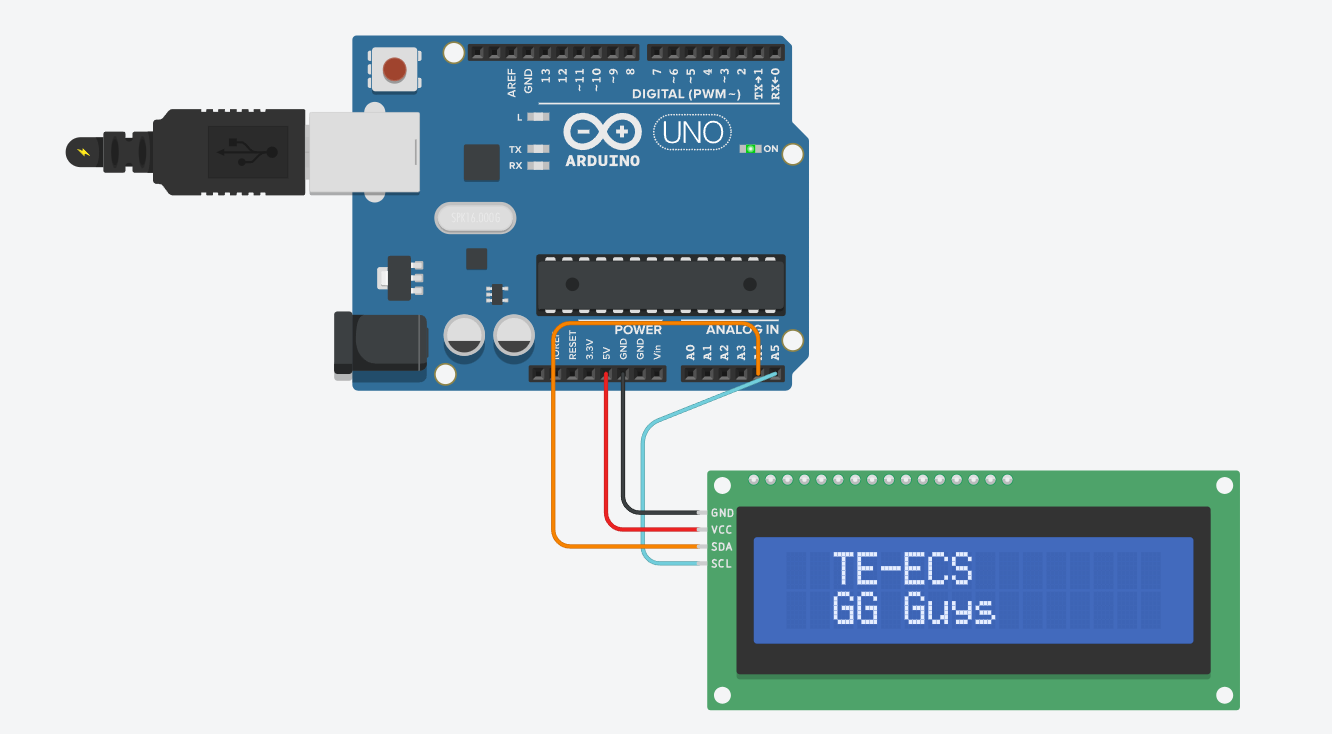 AREF
GND
13
12
~11
~10
~9
8
7
~6
~5
4
~3
2
TX→1
RX←0
DIGITAL (PWM~)
L
TX
RX
ARDUINO
UNO
ON
SPK16.000G
POWER
ANALOG IN
RESET
3.3V
5V
GND
GND
Vin
A0
A1
A2
A3
A5
GND
VCC
SDA
SCL
TE-ECS
GG Guys